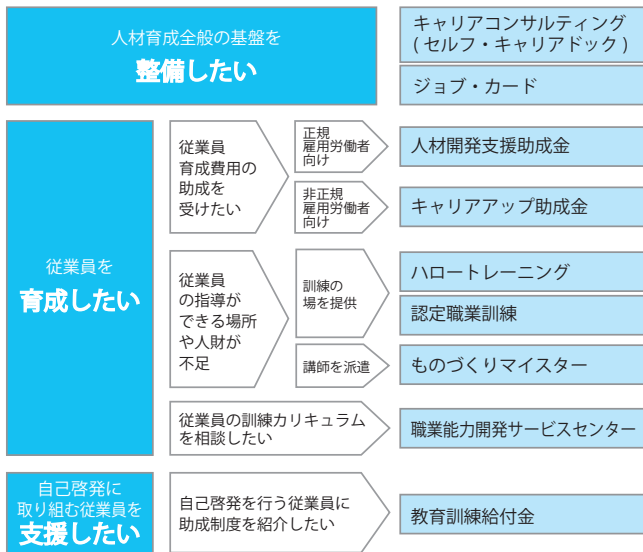 人材育成全般の基盤を
整備したい
キャリアコンサルティング
( セルフ・キャリアドック )
ジョブ・カード
従業員を
育成したい
従業員
育成費用の
助成を
受けたい
正規
雇用労働者
向け
人材開発支援助成金
非正規
雇用労働者
向け
キャリアアップ助成金
従業員
の指導が
できる場所
や人財が
不足
訓練の
場を提供
ハロートレーニング
認定職業訓練
講師を派遣
ものづくりマイスター
従業員の訓練カリキュラム
を相談したい
職業能力開発サービスセンター
自己啓発に
取り組む従業員を
支援したい
自己啓発を行う従業員に
助成制度を紹介したい
教育訓練給付金